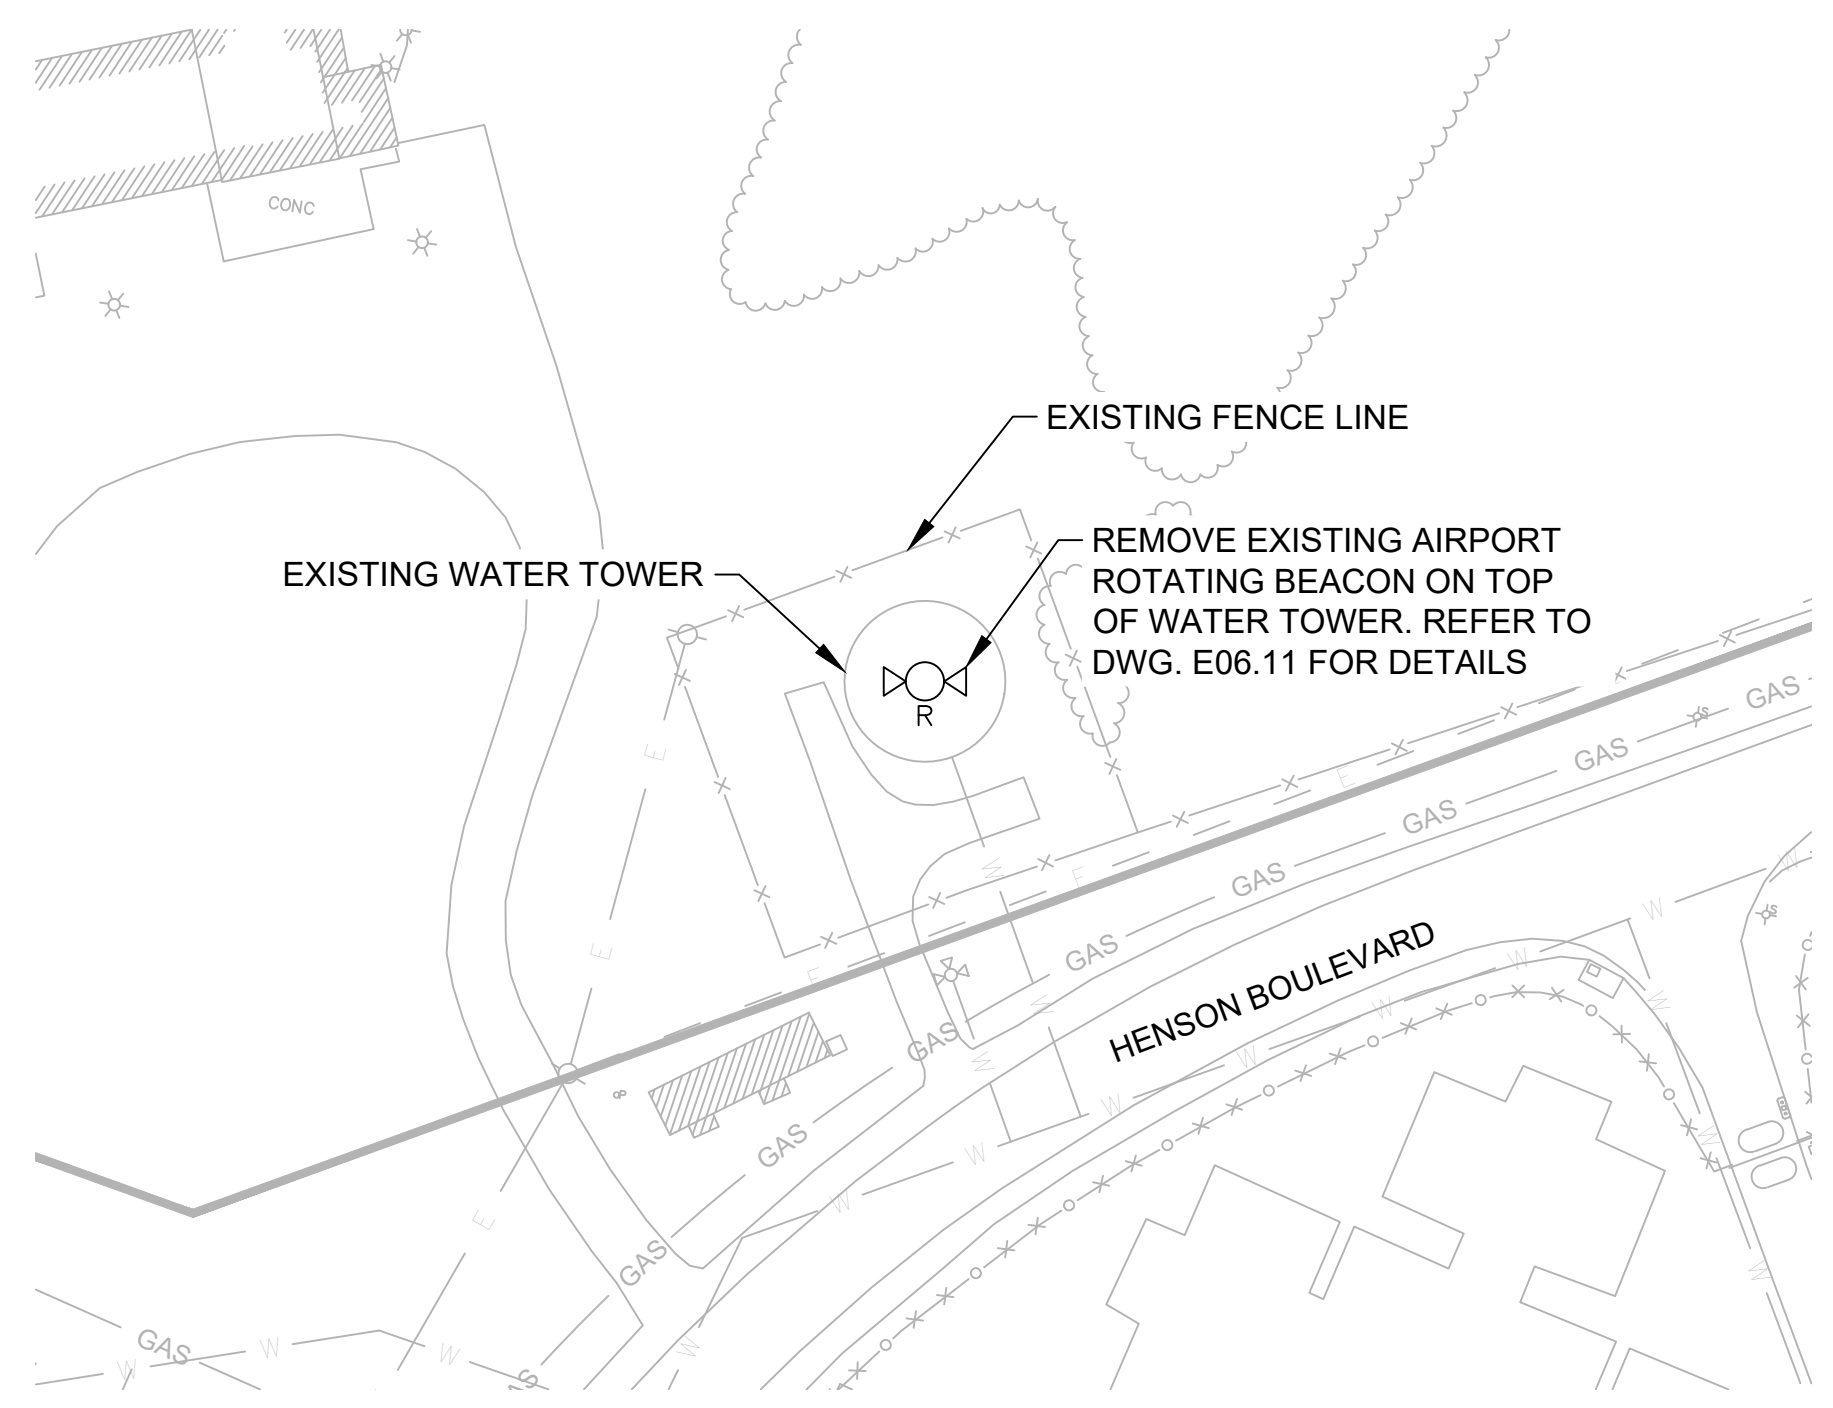 CONC
EXISTING FENCE LINE
EXISTING WATER TOWER
REMOVE EXISTING AIRPORT
ROTATING BEACON ON TOP
OF WATER TOWER. REFER TO
DWG. E06.11 FOR DETAILS
R
E
GAS
GAS
E
GAS
W
E
W
GAS
W
GAS
E
HENSON BOULEVARD
E
W
W
W
GAS
W
W
W
W
GAS
W
W
E
W
GAS
W
GAS
W
W
W
W